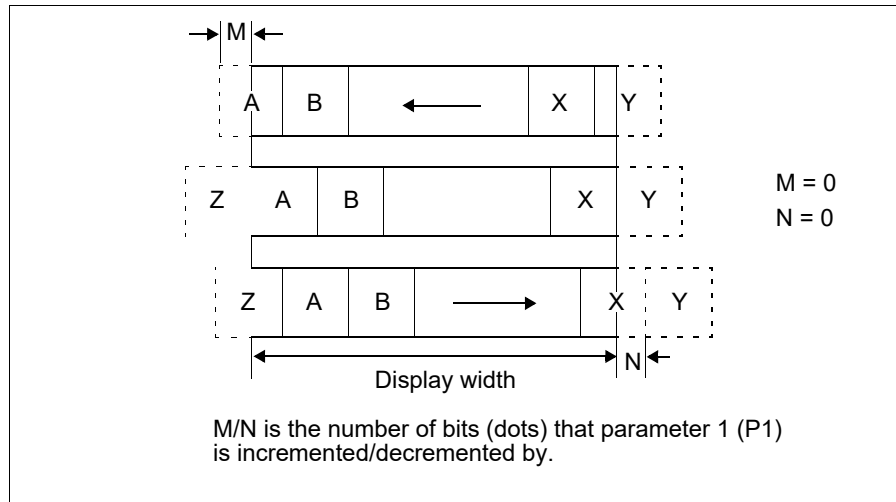 M
A B X Y
Z A B X Y
M = 0
N = 0
Z A B X Y
N
Display width
M/N is the number of bits (dots) that parameter 1 (P1)
is incremented/decremented by.